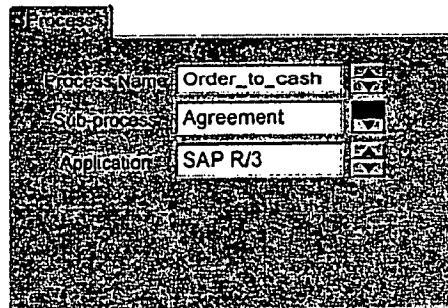 Process
Process Name Order_to_cash
Sub-process Agreement
Application SAP R/3